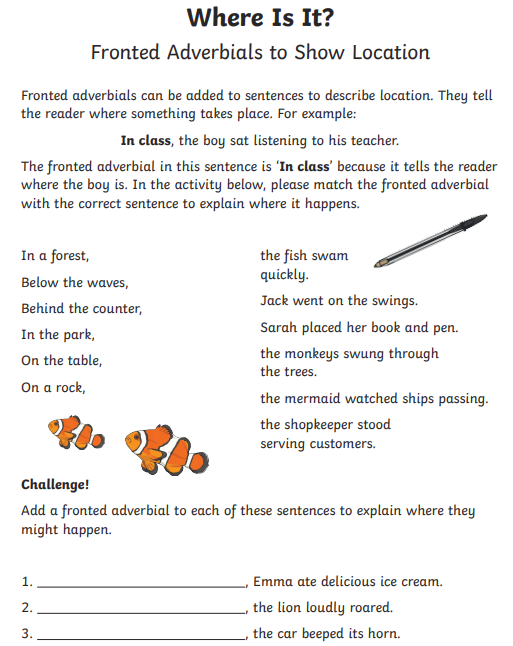 Where Is It?
Fronted Adverbials to Show Location
Fronted adverbials can be added to sentences to describe location. They tell
the reader where something takes place. For example:
In class, the boy sat listening to his teacher.
The fronted adverbial in this sentence is ‘In class’ because it tells the reader
where the boy is. In the activity below, please match the fronted adverbial
with the correct sentence to explain where it happens.
In a forest,
Below the waves,
Behind the counter,
In the park,
On the table,
On a rock,
the fish swam
quickly.
Jack went on the swings.
Sarah placed her book and pen.
the monkeys swung through
the trees.
the mermaid watched ships passing.
the shopkeeper stood
serving customers.
Challenge!
Add a fronted adverbial to each of these sentences to explain where they
might happen.
1. ______________________________, Emma ate delicious ice cream.
2. ______________________________, the lion loudly roared.
3. ______________________________, the car beeped its horn.